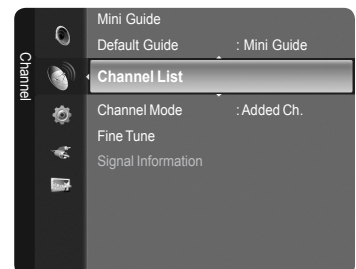 Channel
Mini Guide
Default Guide : Mini Guide
Channel List
Channel Mode : Added Ch.
Fine Tune
Signal Information